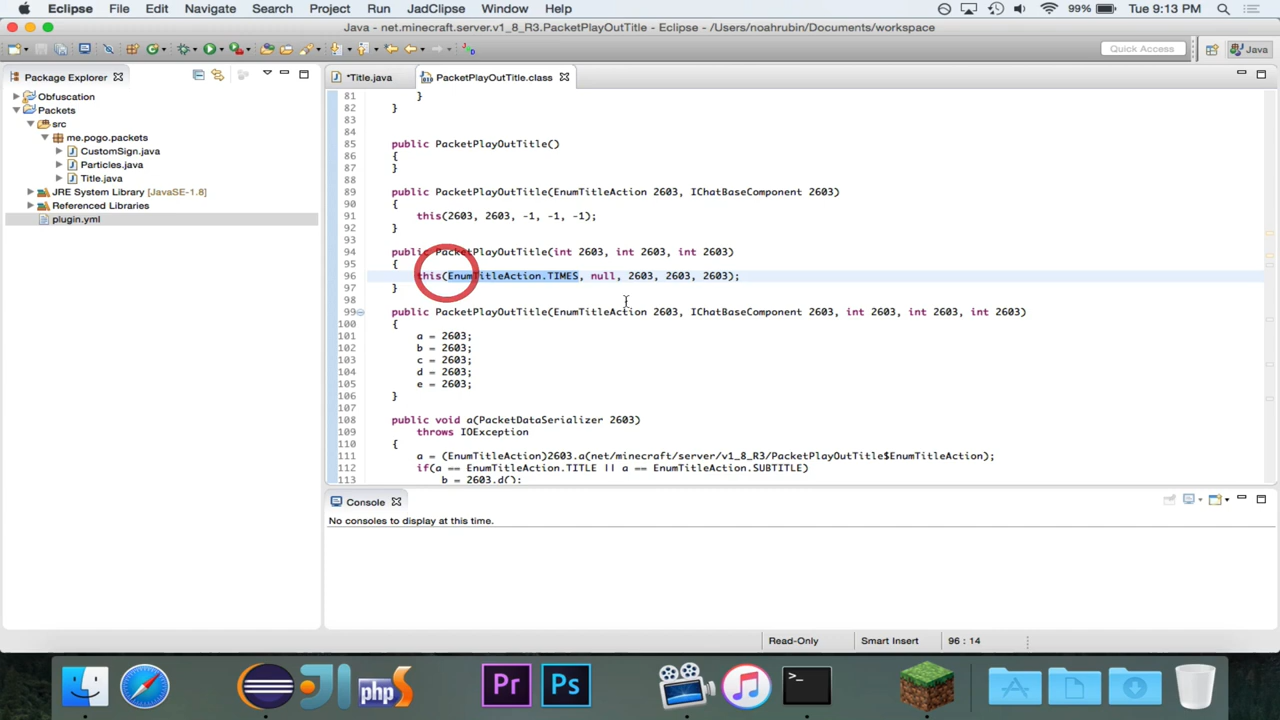 Eclipse File Edit Navigate Search Project Run JadClipse Window Help 99% Tue 9:13 PM
Java - net.minecraft.server.v1_8_R3.PacketPlayOutTitle - Eclipse - /Users/noahrubin/Documents/workspace
Quick Access Java
Package Explorer
Obfuscation
Packets
src
me.pogo.packets
CustomSign.java
Particles.java
Title.java
JRE System Library [JavaSE-1.8]
Referenced Libraries
plugin.yml
*Title.java PacketPlayOutTitle.class
81 }
82 }
83
84
85 public PacketPlayOutTitle()
86 {
87 }
88
89 public PacketPlayOutTitle(EnumTitleAction 2603, IChatBaseComponent 2603)
90 {
91 this(2603, 2603, -1, -1, -1);
92 }
93
94 public PacketPlayOutTitle(int 2603, int 2603, int 2603)
95 {
96 this(EnumTitleAction.TIMES, null, 2603, 2603, 2603);
97 }
98
99 public PacketPlayOutTitle(EnumTitleAction 2603, IChatBaseComponent 2603, int 2603, int 2603, int 2603)
100 {
101 a = 2603;
102 b = 2603;
103 c = 2603;
104 d = 2603;
105 e = 2603;
106 }
107
108 public void a(PacketDataSerializer 2603)
109 throws IOException
110 {
111 a = (EnumTitleAction)2603.a(net/minecraft/server/v1_8_R3/PacketPlayOutTitle$EnumTitleAction);
112 if(a == EnumTitleAction.TITLE || a == EnumTitleAction.SUBTITLE)
113 b = 2603.d();
Console
No consoles to display at this time.
Read-Only Smart Insert 96 : 14
php Pr Ps >_